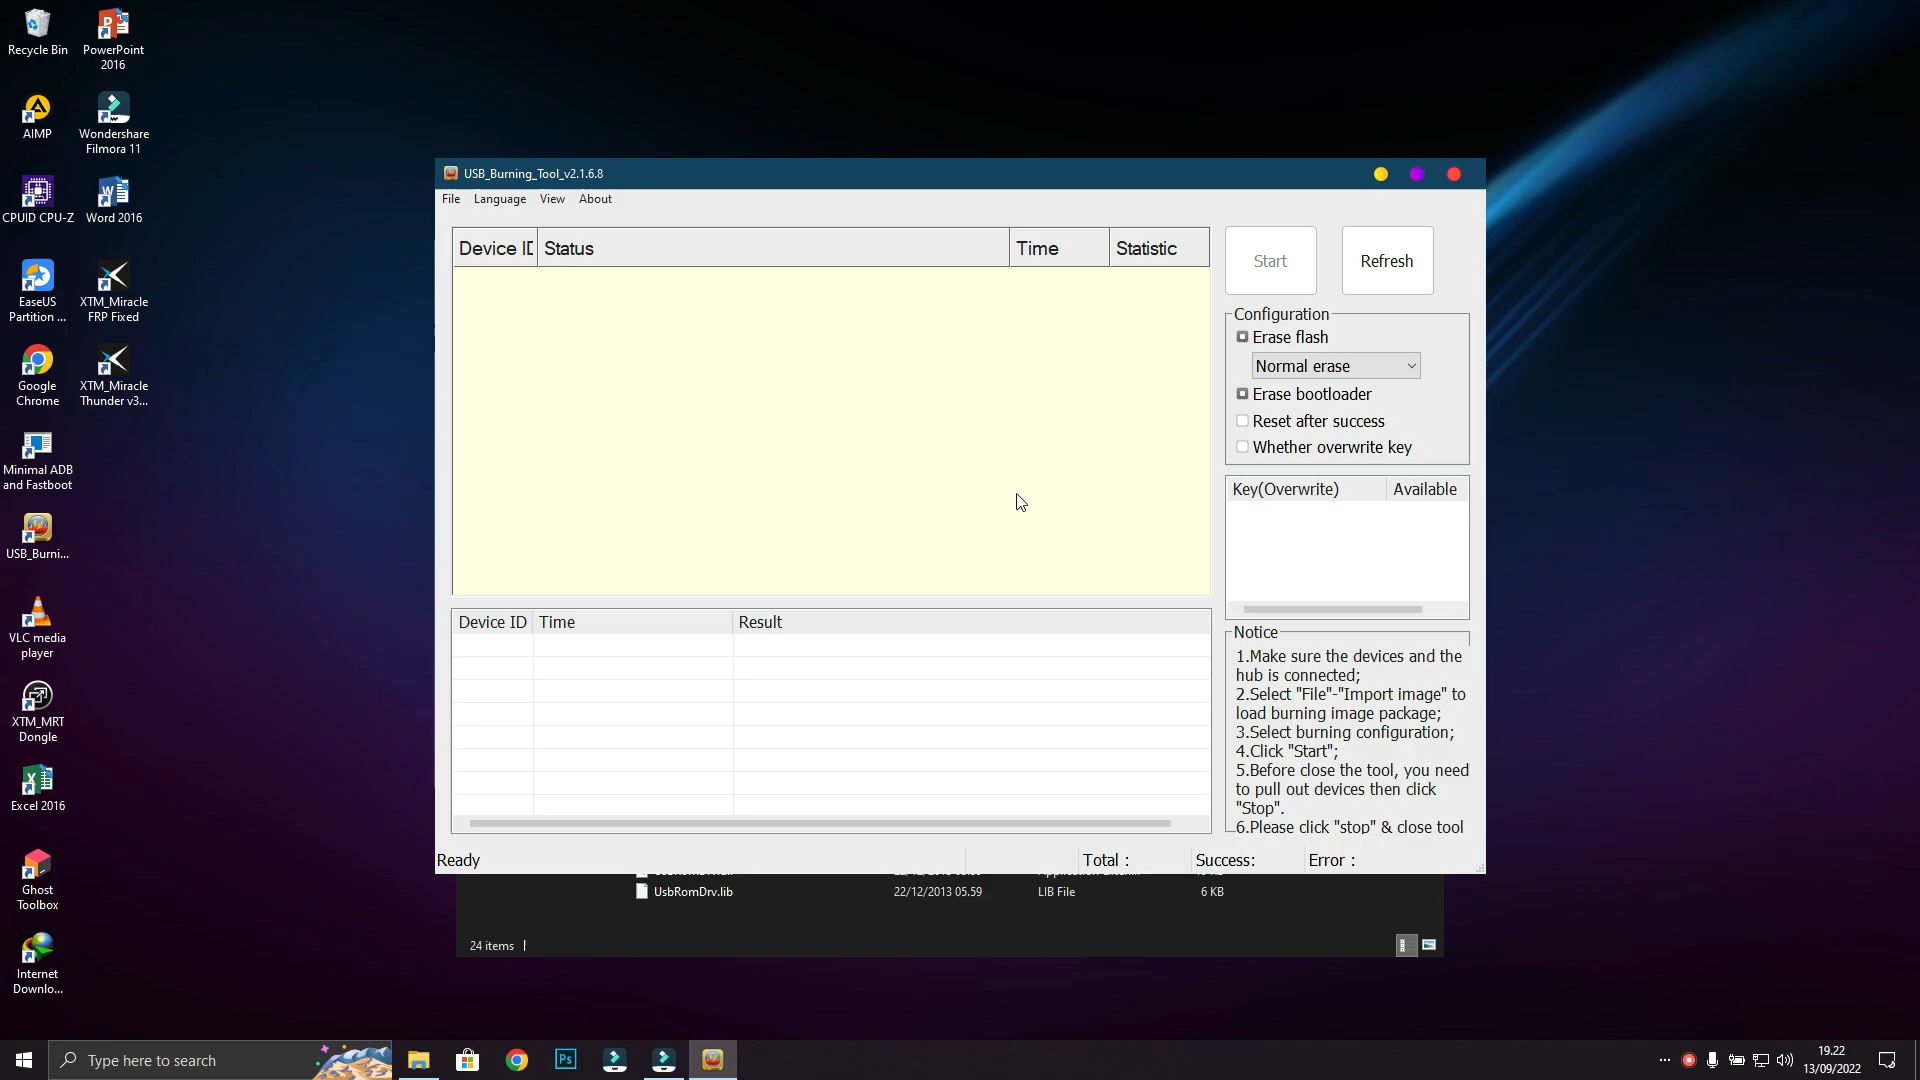 Recycle Bin
PowerPoint
2016
AIMP
Wondershare
Filmora 11
CPUID CPU-Z
Word 2016
EaseUS
Partition ...
XTM_Miracle
FRP Fixed
Google
Chrome
XTM_Miracle
Thunder v3...
Minimal ADB
and Fastboot
USB_Burni...
VLC media
player
XTM_MRT
Dongle
Excel 2016
Ghost
Toolbox
Internet
Downlo...
USB_Burning_Tool_v2.1.6.8
File Language View About
Device ID Status Time Statistic
Start
Refresh
Configuration
Erase flash
Normal erase
Erase bootloader
Reset after success
Whether overwrite key
Key(Overwrite) Available
Device ID Time Result
Notice
1.Make sure the devices and the
hub is connected;
2.Select "File"-"Import image" to
load burning image package;
3.Select burning configuration;
4.Click "Start";
5.Before close the tool, you need
to pull out devices then click
"Stop".
6.Please click "stop" & close tool
Ready Total : Success: Error :
UsbRomDrv.lib 22/12/2013 05.59 LIB File 6 KB
24 items
Type here to search
Ps
19.22
13/09/2022